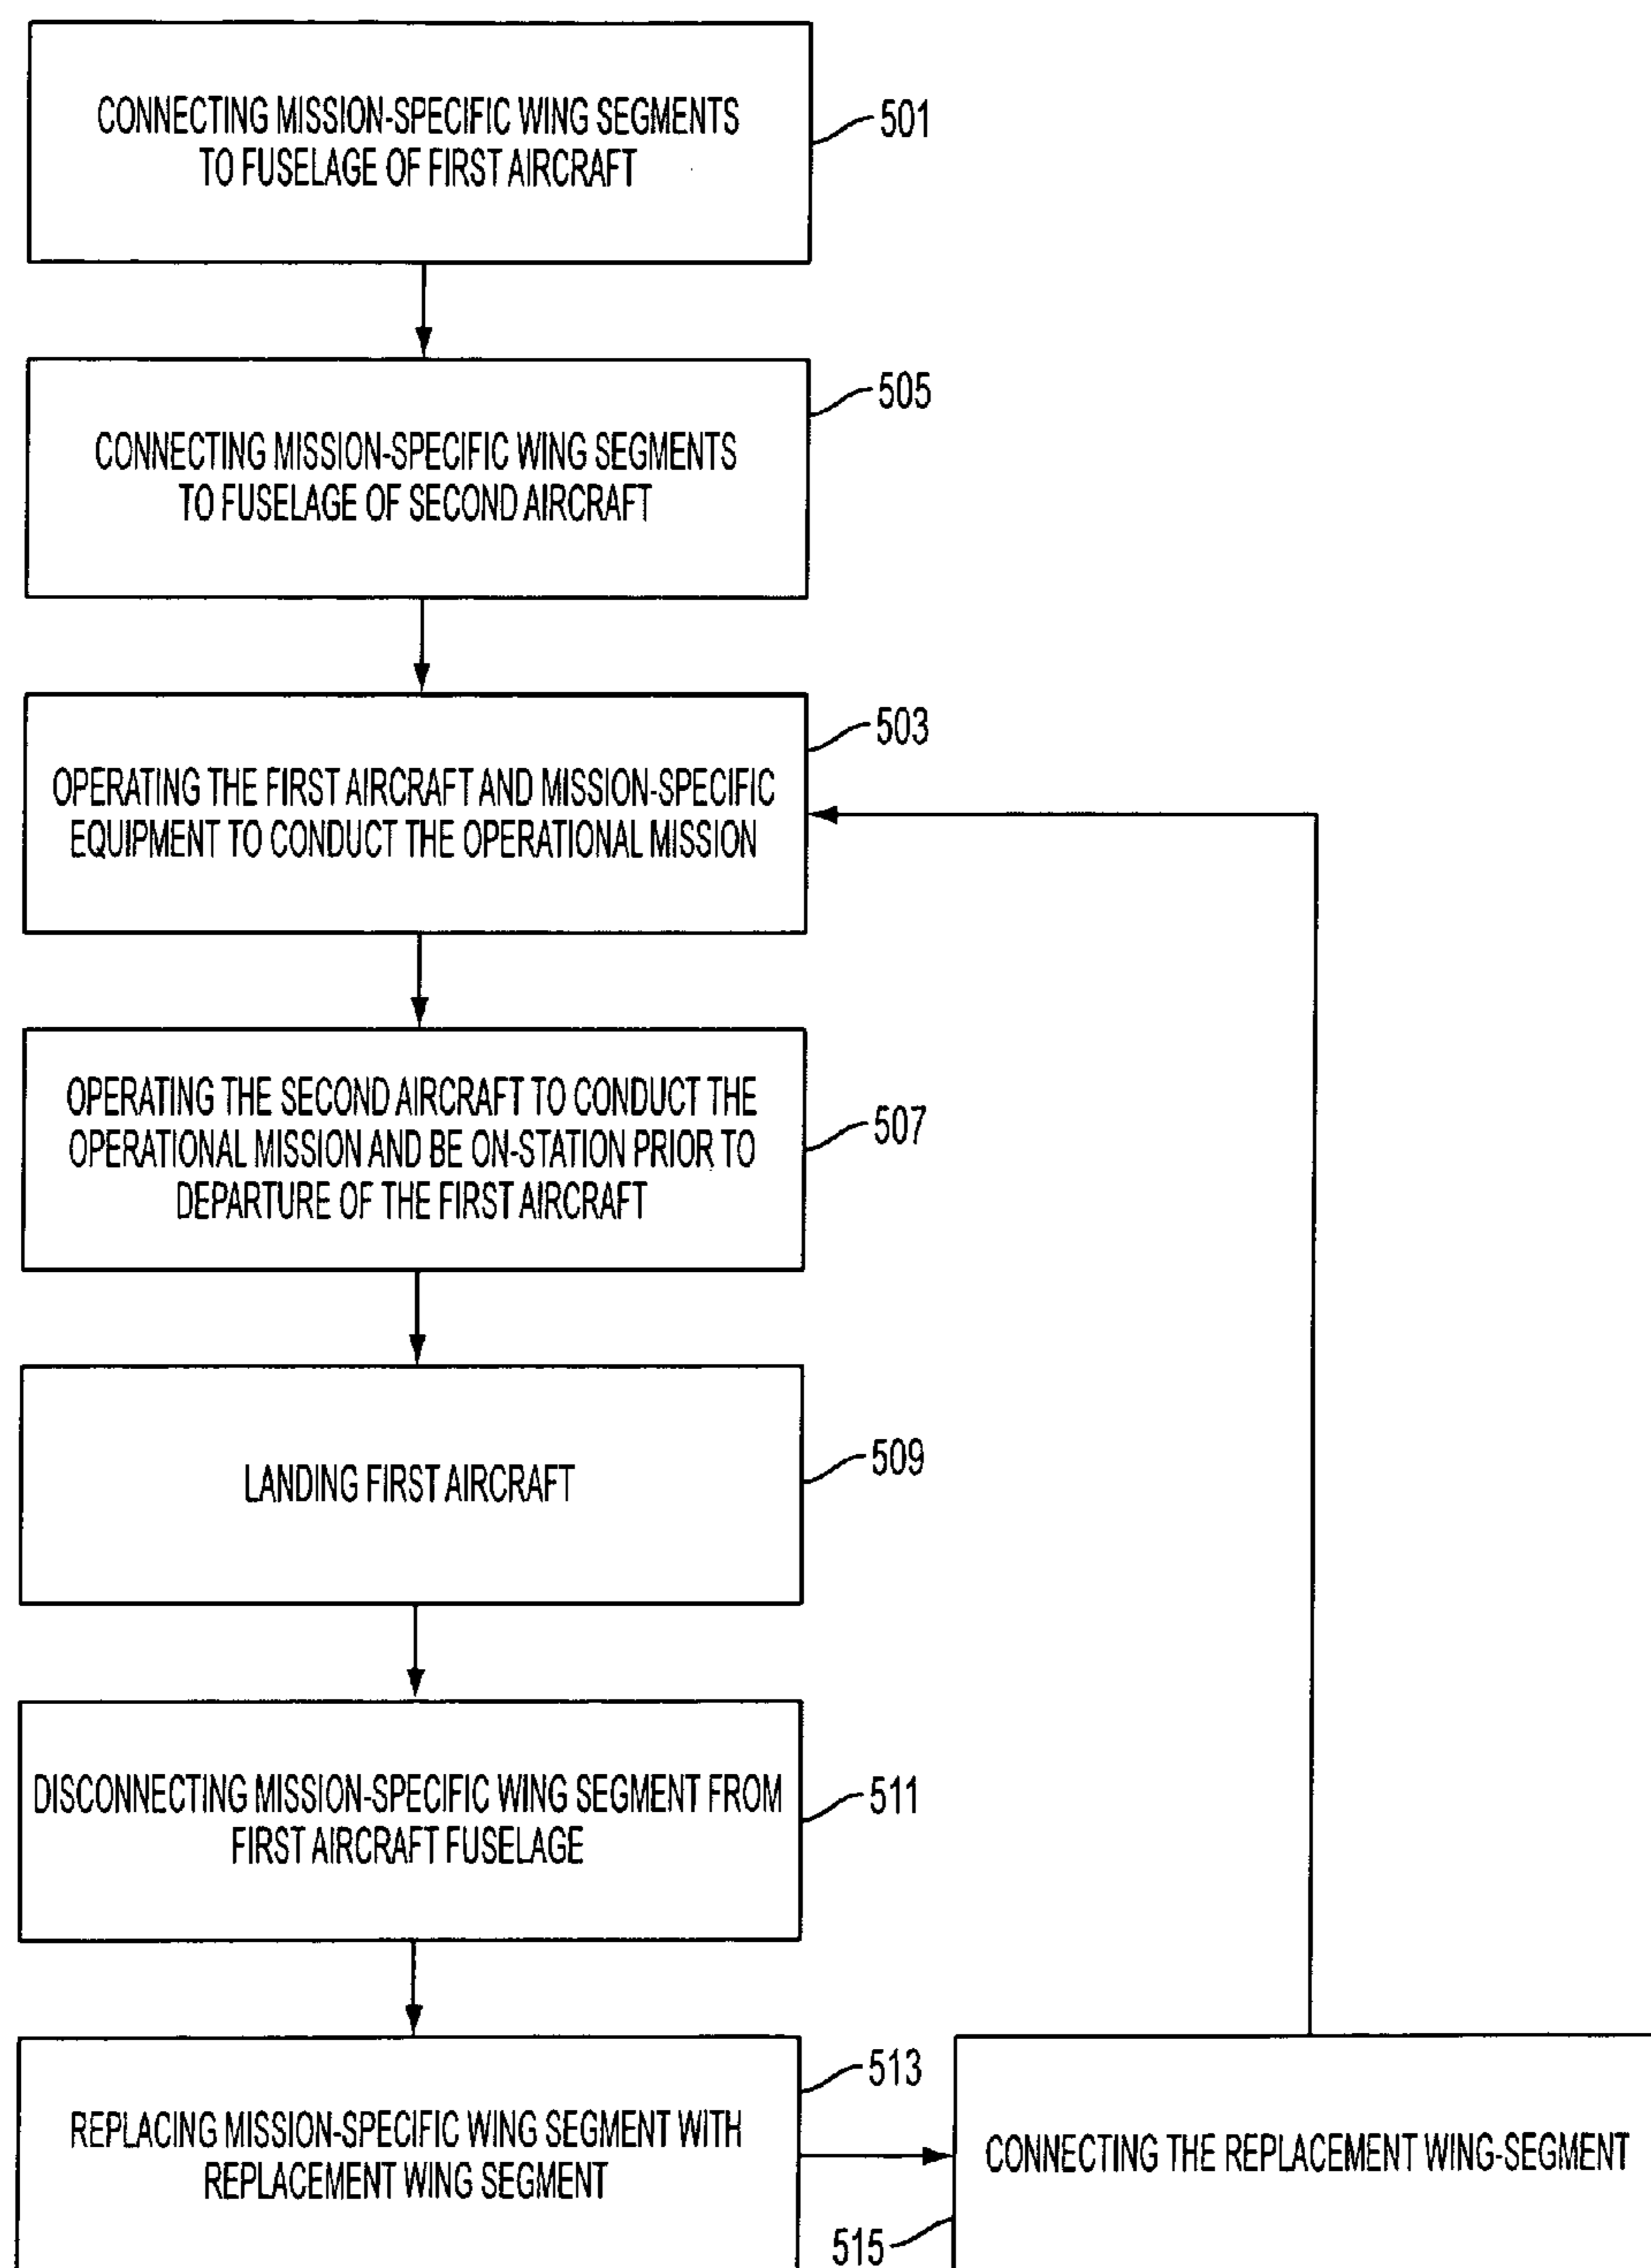 CONNECTING MISSION-SPECIFIC WING SEGMENTS
TO FUSELAGE OF FIRST AIRCRAFT
501
CONNECTING MISSION-SPECIFIC WING SEGMENTS
TO FUSELAGE OF SECOND AIRCRAFT
505
OPERATING THE FIRST AIRCRAFT AND MISSION-SPECIFIC
EQUIPMENT TO CONDUCT THE OPERATIONAL MISSION
503
OPERATING THE SECOND AIRCRAFT TO CONDUCT THE
OPERATIONAL MISSION AND BE ON-STATION PRIOR TO
DEPARTURE OF THE FIRST AIRCRAFT
507
LANDING FIRST AIRCRAFT
509
DISCONNECTING MISSION-SPECIFIC WING SEGMENT FROM
FIRST AIRCRAFT FUSELAGE
511
REPLACING MISSION-SPECIFIC WING SEGMENT WITH
REPLACEMENT WING SEGMENT
513
CONNECTING THE REPLACEMENT WING-SEGMENT
515